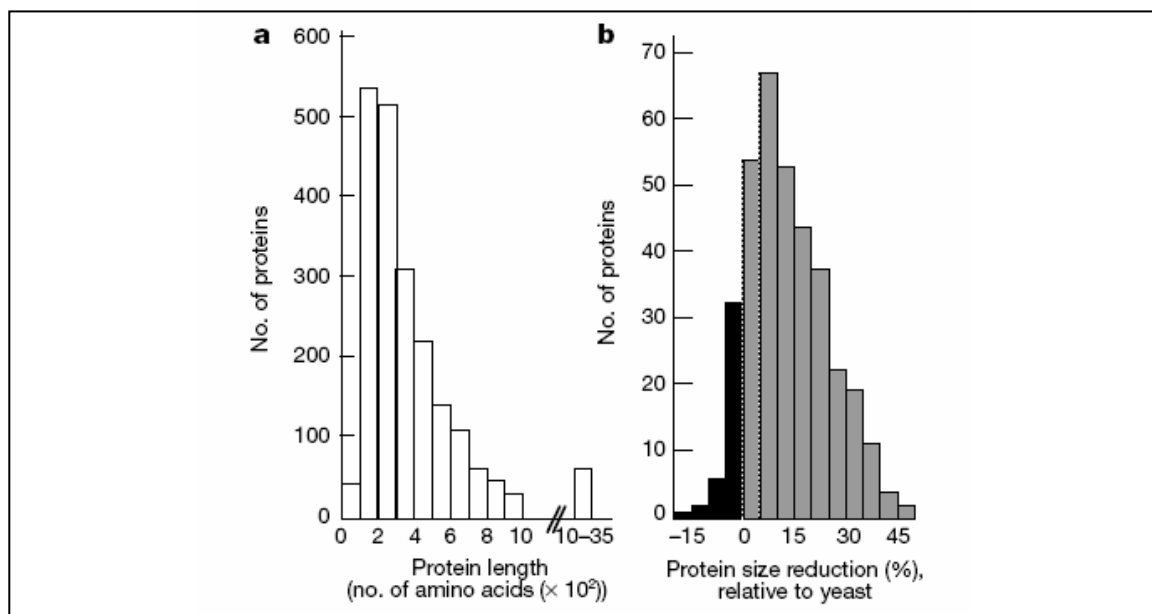 a
600
500
400
300
200
100
0
No. of proteins
0 2 4 6 8 10 10–35
Protein length
(no. of amino acids (× 10²))
b
70
60
50
40
30
20
10
0
No. of proteins
–15 0 15 30 45
Protein size reduction (%),
relative to yeast